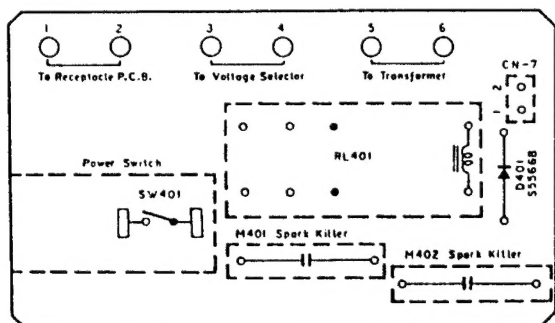 1 2 3 4 5 6
To Receptacle P.C.B. To Voltage Selector To Transformer
CN-7
2
1
RL401
Power Switch
D401
S5566B
SW401
M401 Spark Killer
M402 Spark Killer